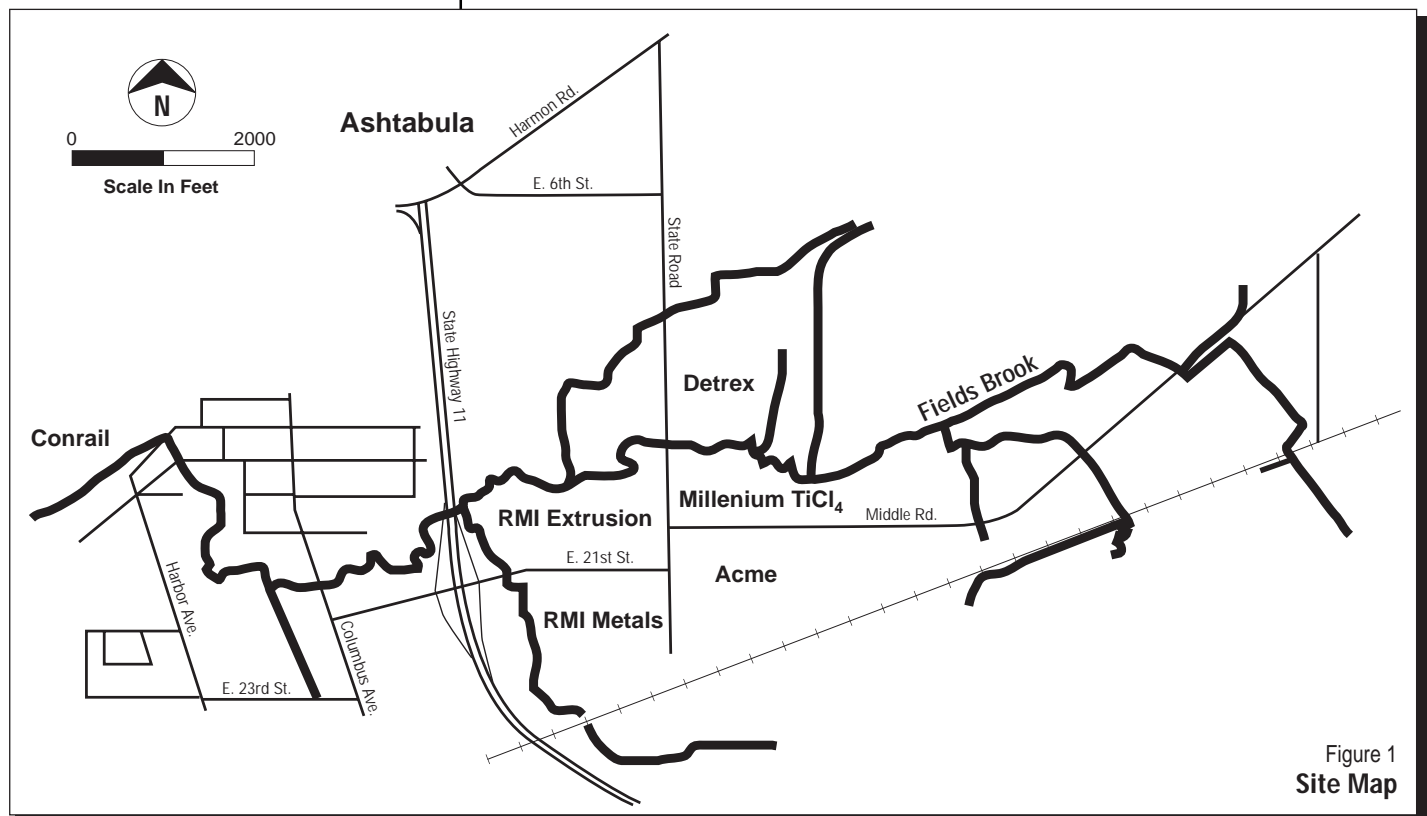 N
0 2000
Scale In Feet
Ashtabula
Harmon Rd.
E. 6th St.
State Road
State Highway 11
Detrex
Fields Brook
Conrail
RMI Extrusion
Millenium TiCl₄
Middle Rd.
E. 21st St.
Acme
Harbor Ave.
RMI Metals
Columbus Ave.
E. 23rd St.
Figure 1
Site Map